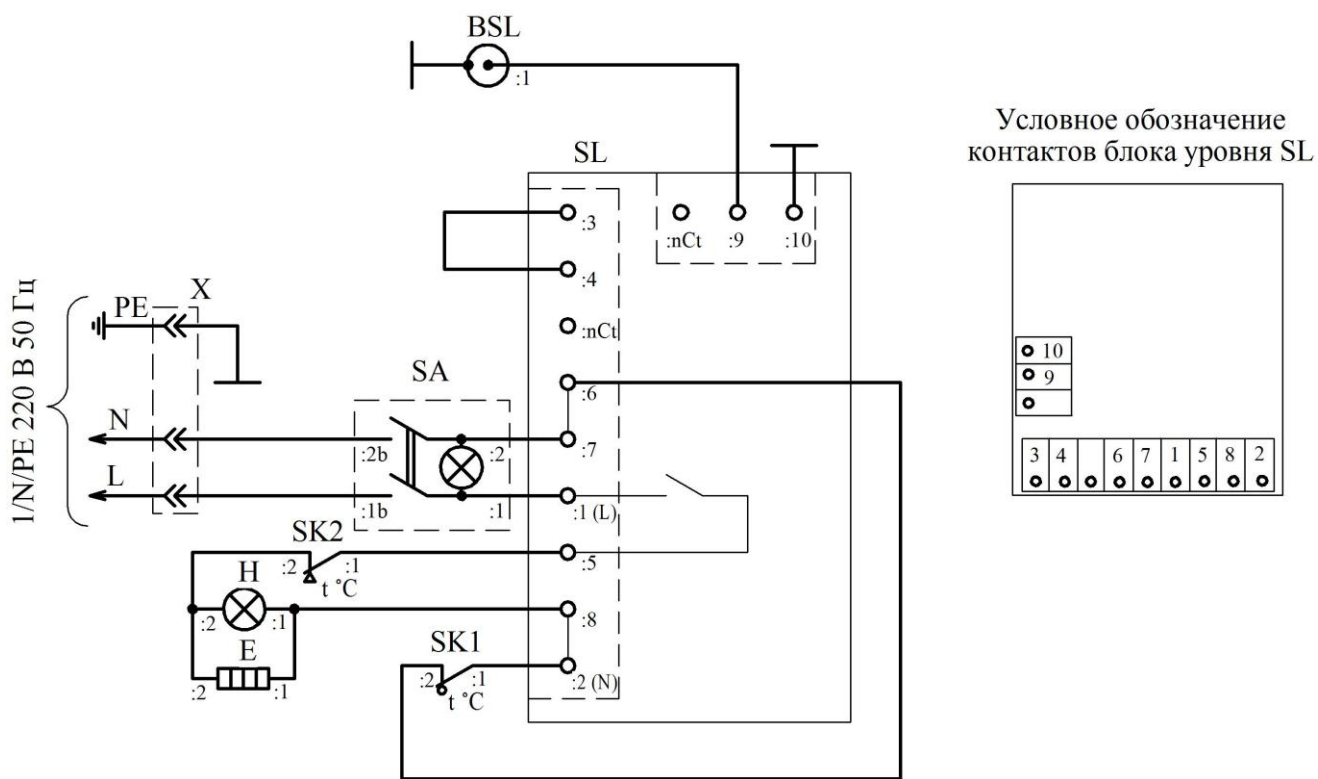 BSL
:1
Условное обозначение
контактов блока уровня SL
SL
:3
:nCt
:9
:10
:4
1/N/PE 220 В 50 Гц
PE
X
:nCt
SA
:6
N
:2b
:2
:7
L
:1b
:1
:1 (L)
SK2
:2
:1
t °C
:5
H
:2
:1
:8
E
:2
:1
SK1
:2
:1
t °C
:2 (N)
10
9
3 4 6 7 1 5 8 2